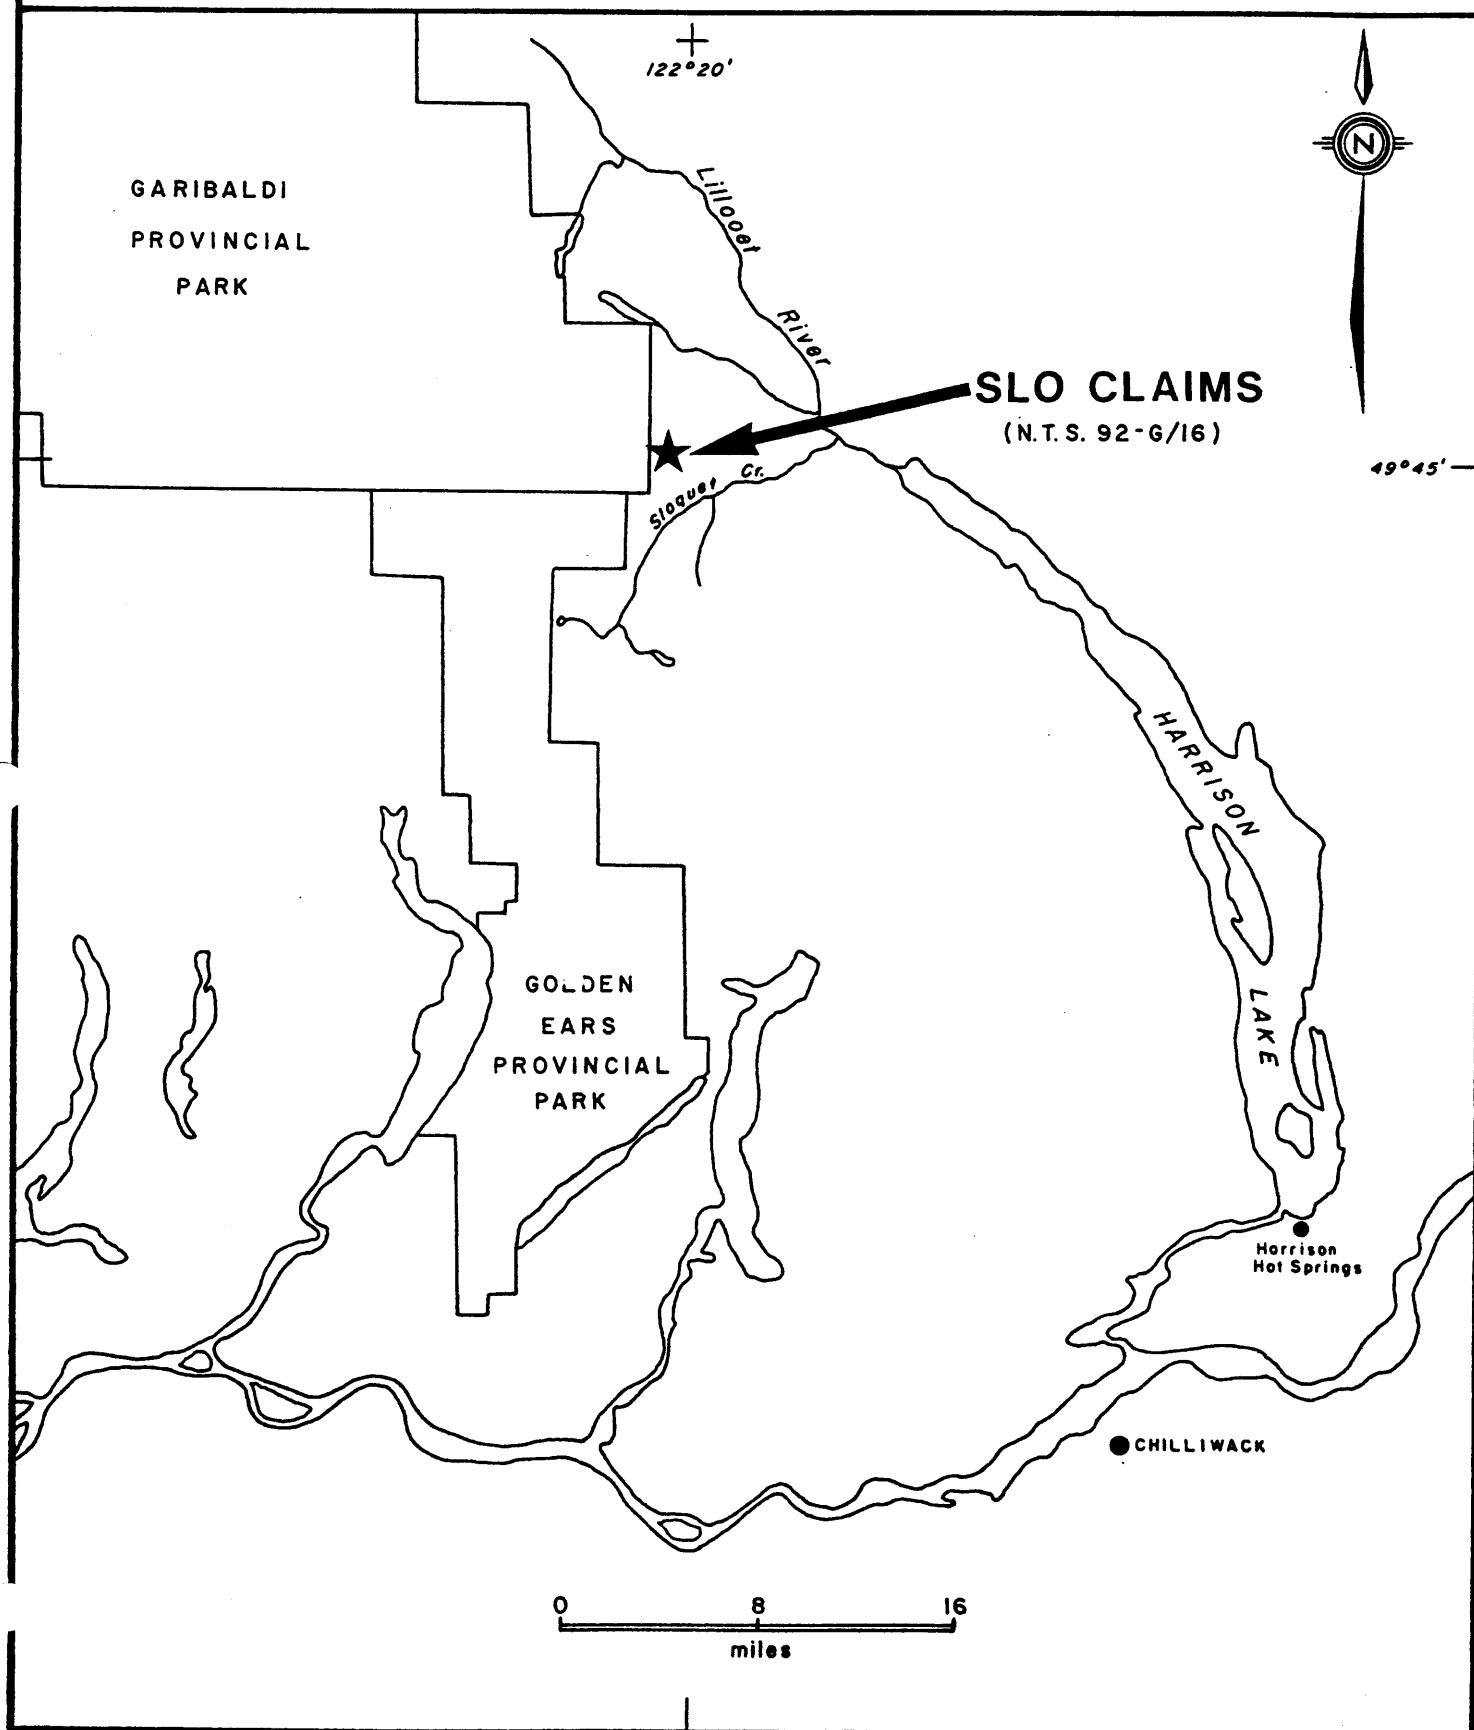 122°20'
N
GARIBALDI
PROVINCIAL
PARK
Lillooet
River
SLO CLAIMS
(N.T.S. 92-G/16)
49°45'
Sloquet Cr.
HARRISON
LAKE
GOLDEN
EARS
PROVINCIAL
PARK
Harrison
Hot Springs
CHILLIWACK
0 8 16
miles